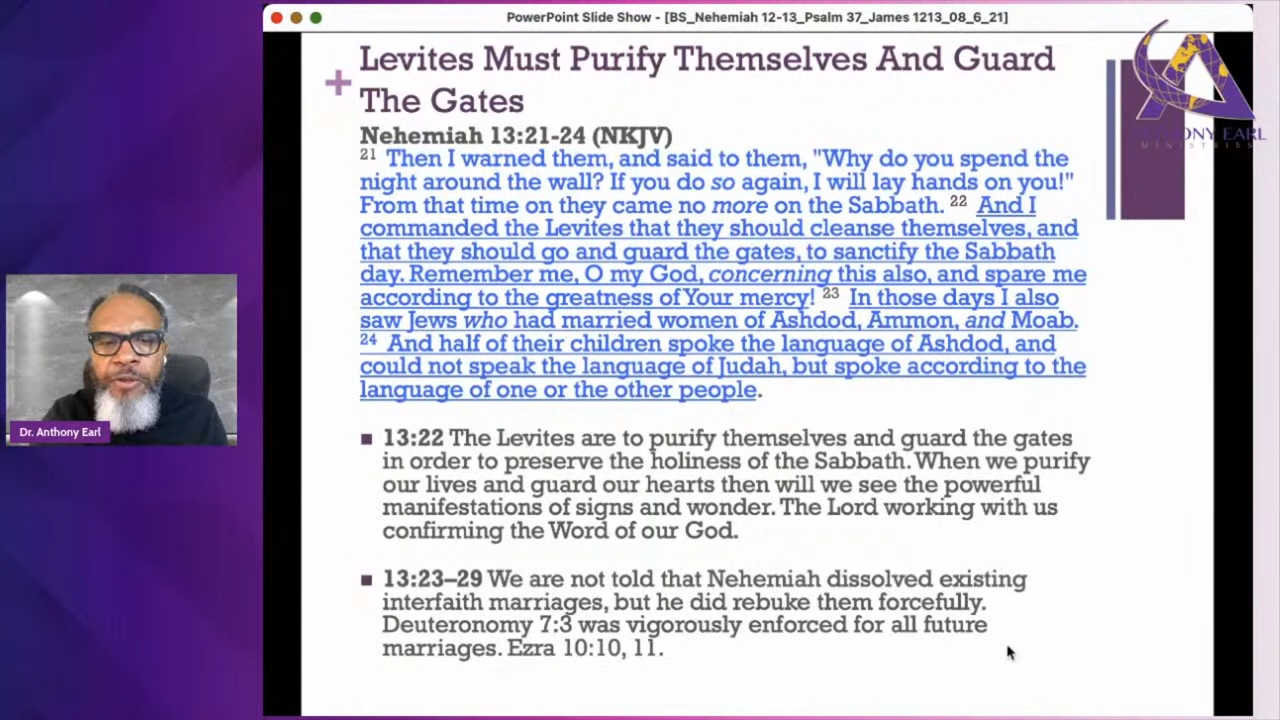 PowerPoint Slide Show - [BS_Nehemiah 12-13_Psalm 37_James 1213_08_6_21]
Levites Must Purify Themselves And Guard
The Gates
Nehemiah 13:21-24 (NKJV)
21 Then I warned them, and said to them, "Why do you spend the
night around the wall? If you do so again, I will lay hands on you!"
From that time on they came no more on the Sabbath. 22 And I
commanded the Levites that they should cleanse themselves, and
that they should go and guard the gates, to sanctify the Sabbath
day. Remember me, O my God, concerning this also, and spare me
according to the greatness of Your mercy! 23 In those days I also
saw Jews who had married women of Ashdod, Ammon, and Moab.
24 And half of their children spoke the language of Ashdod, and
could not speak the language of Judah, but spoke according to the
language of one or the other people.
■ 13:22 The Levites are to purify themselves and guard the gates
in order to preserve the holiness of the Sabbath. When we purify
our lives and guard our hearts then will we see the powerful
manifestations of signs and wonder. The Lord working with us
confirming the Word of our God.
■ 13:23–29 We are not told that Nehemiah dissolved existing
interfaith marriages, but he did rebuke them forcefully.
Deuteronomy 7:3 was vigorously enforced for all future
marriages. Ezra 10:10, 11.
EARL
MINISTRIES
Dr. Anthony Earl